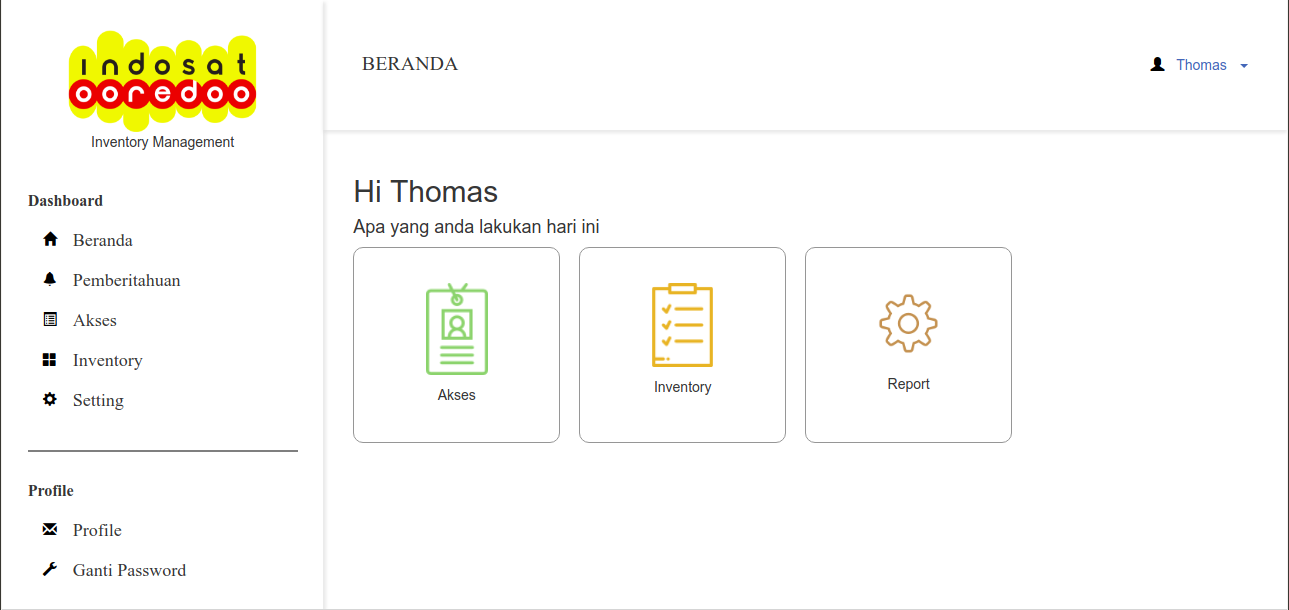 indosat
ooredoo
Inventory Management
Dashboard
Beranda
Pemberitahuan
Akses
Inventory
Setting
Profile
Profile
Ganti Password
BERANDA
Thomas
Hi Thomas
Apa yang anda lakukan hari ini
Akses
Inventory
Report